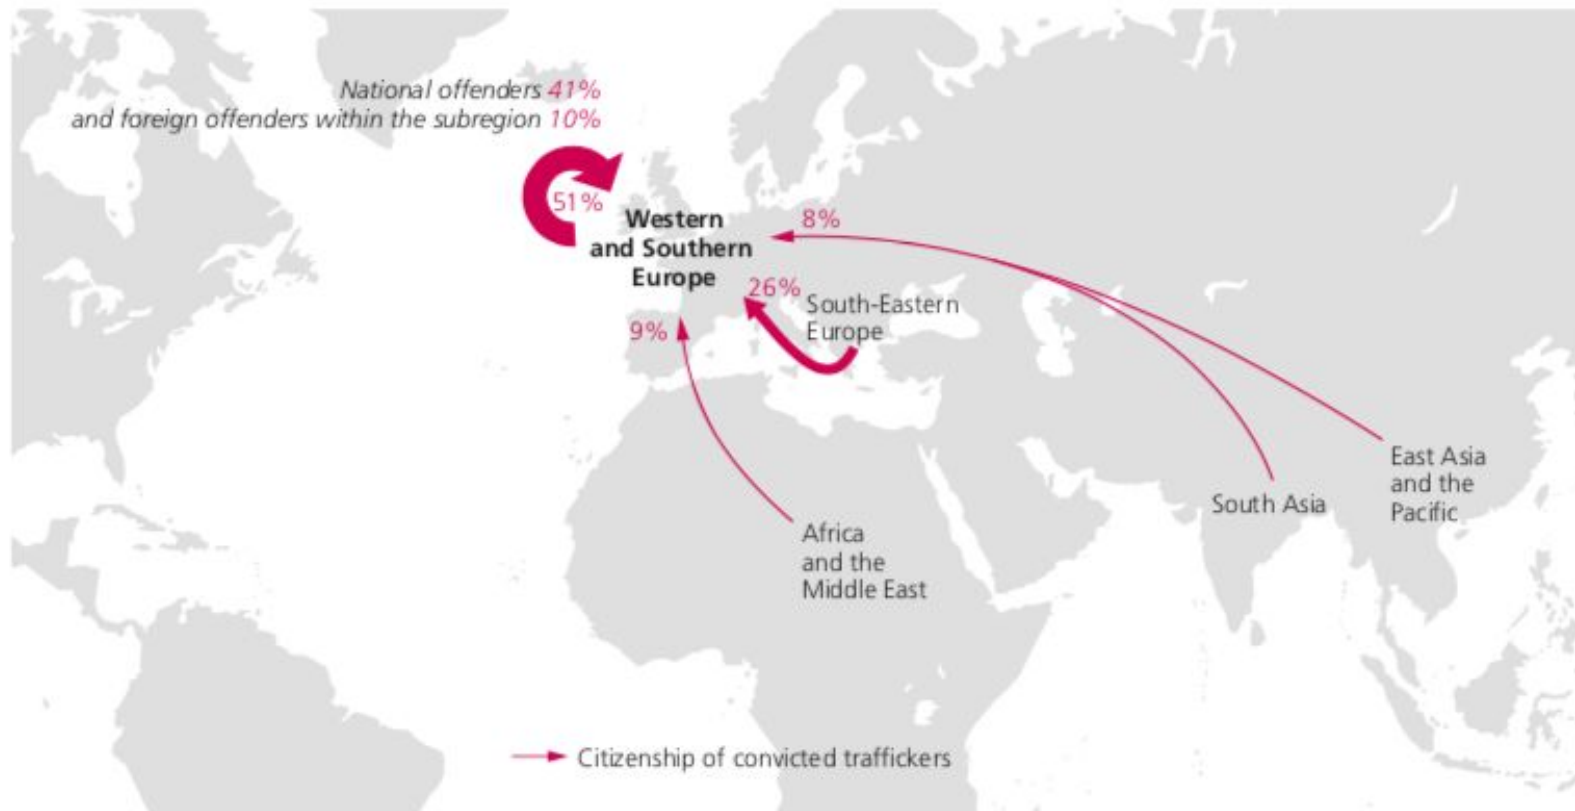 National offenders 41%
and foreign offenders within the subregion 10%
51%
Western
and Southern
Europe
8%
26%
South-Eastern
Europe
9%
East Asia
and the
Pacific
South Asia
Africa
and the
Middle East
Citizenship of convicted traffickers